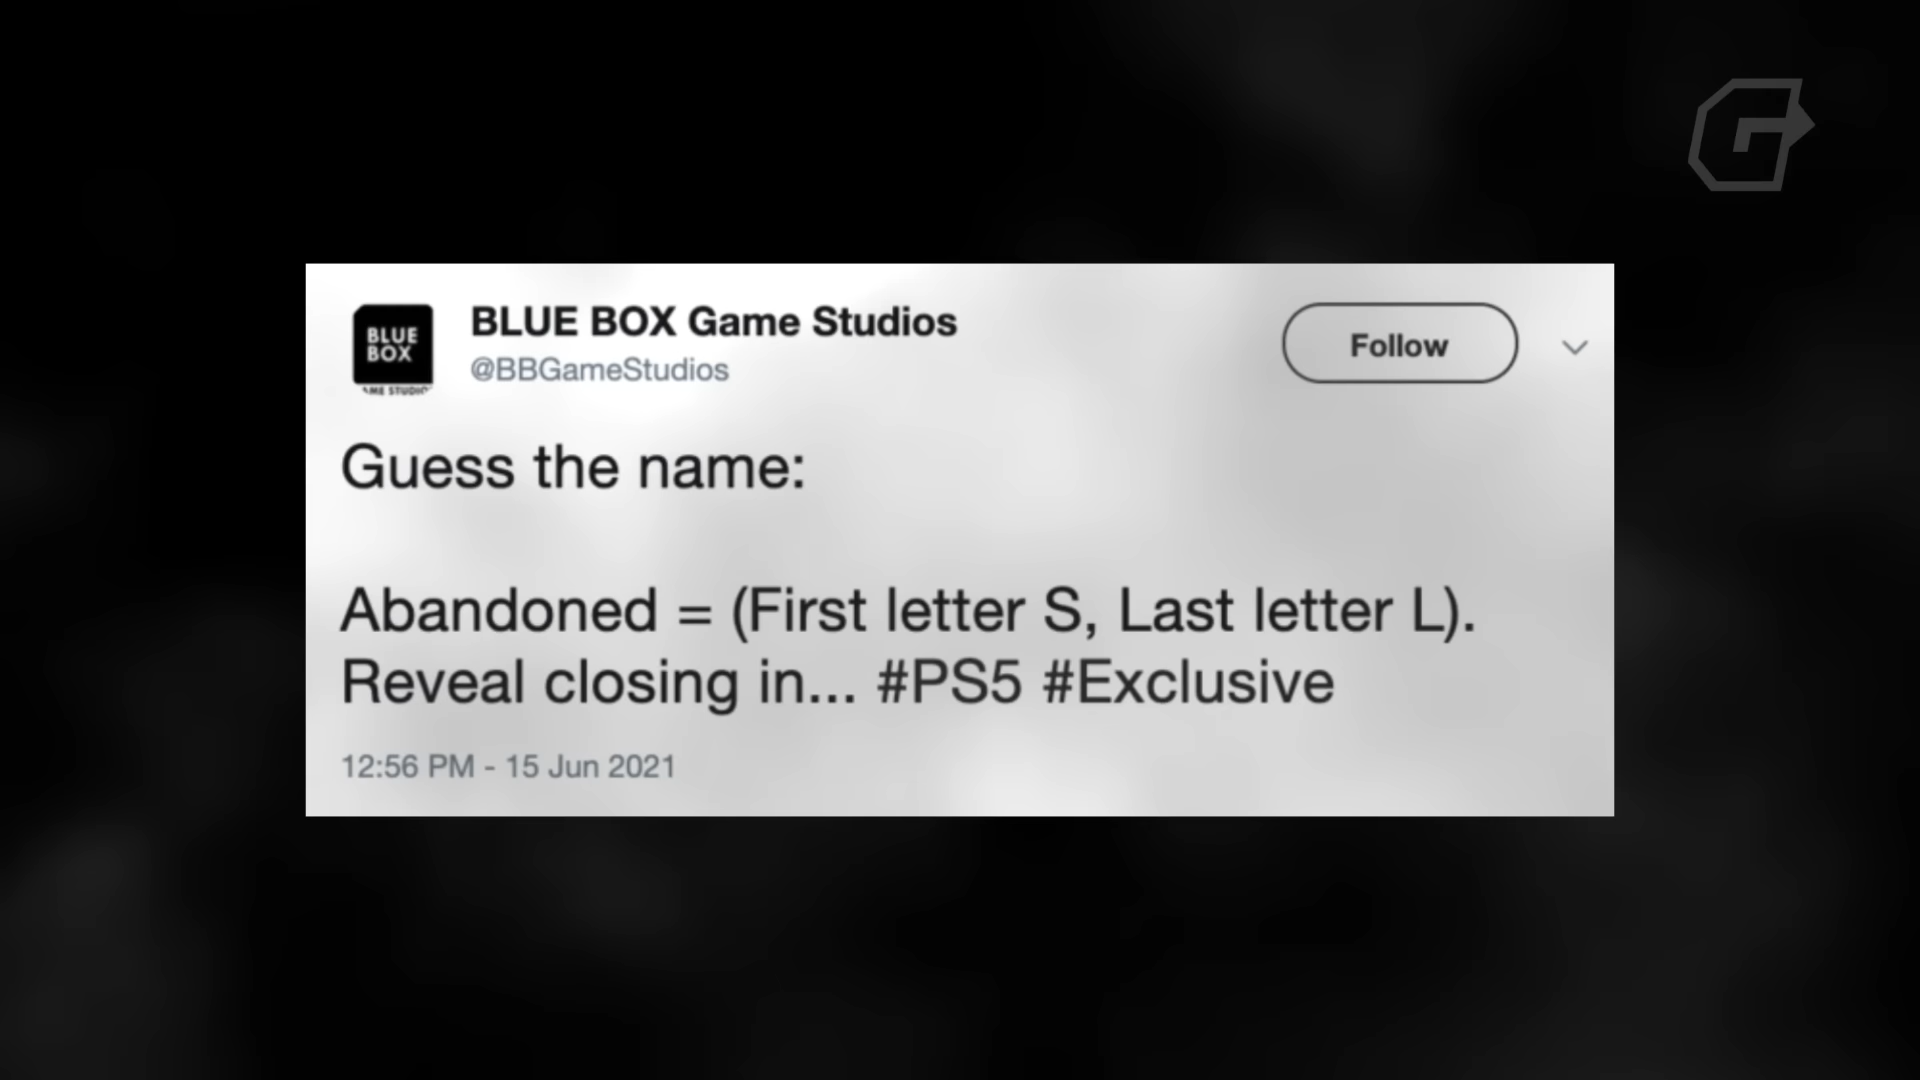 BLUE
BOX
BLUE BOX Game Studios
@BBGameStudios
Follow
Guess the name:
Abandoned = (First letter S, Last letter L).
Reveal closing in... #PS5 #Exclusive
12:56 PM - 15 Jun 2021